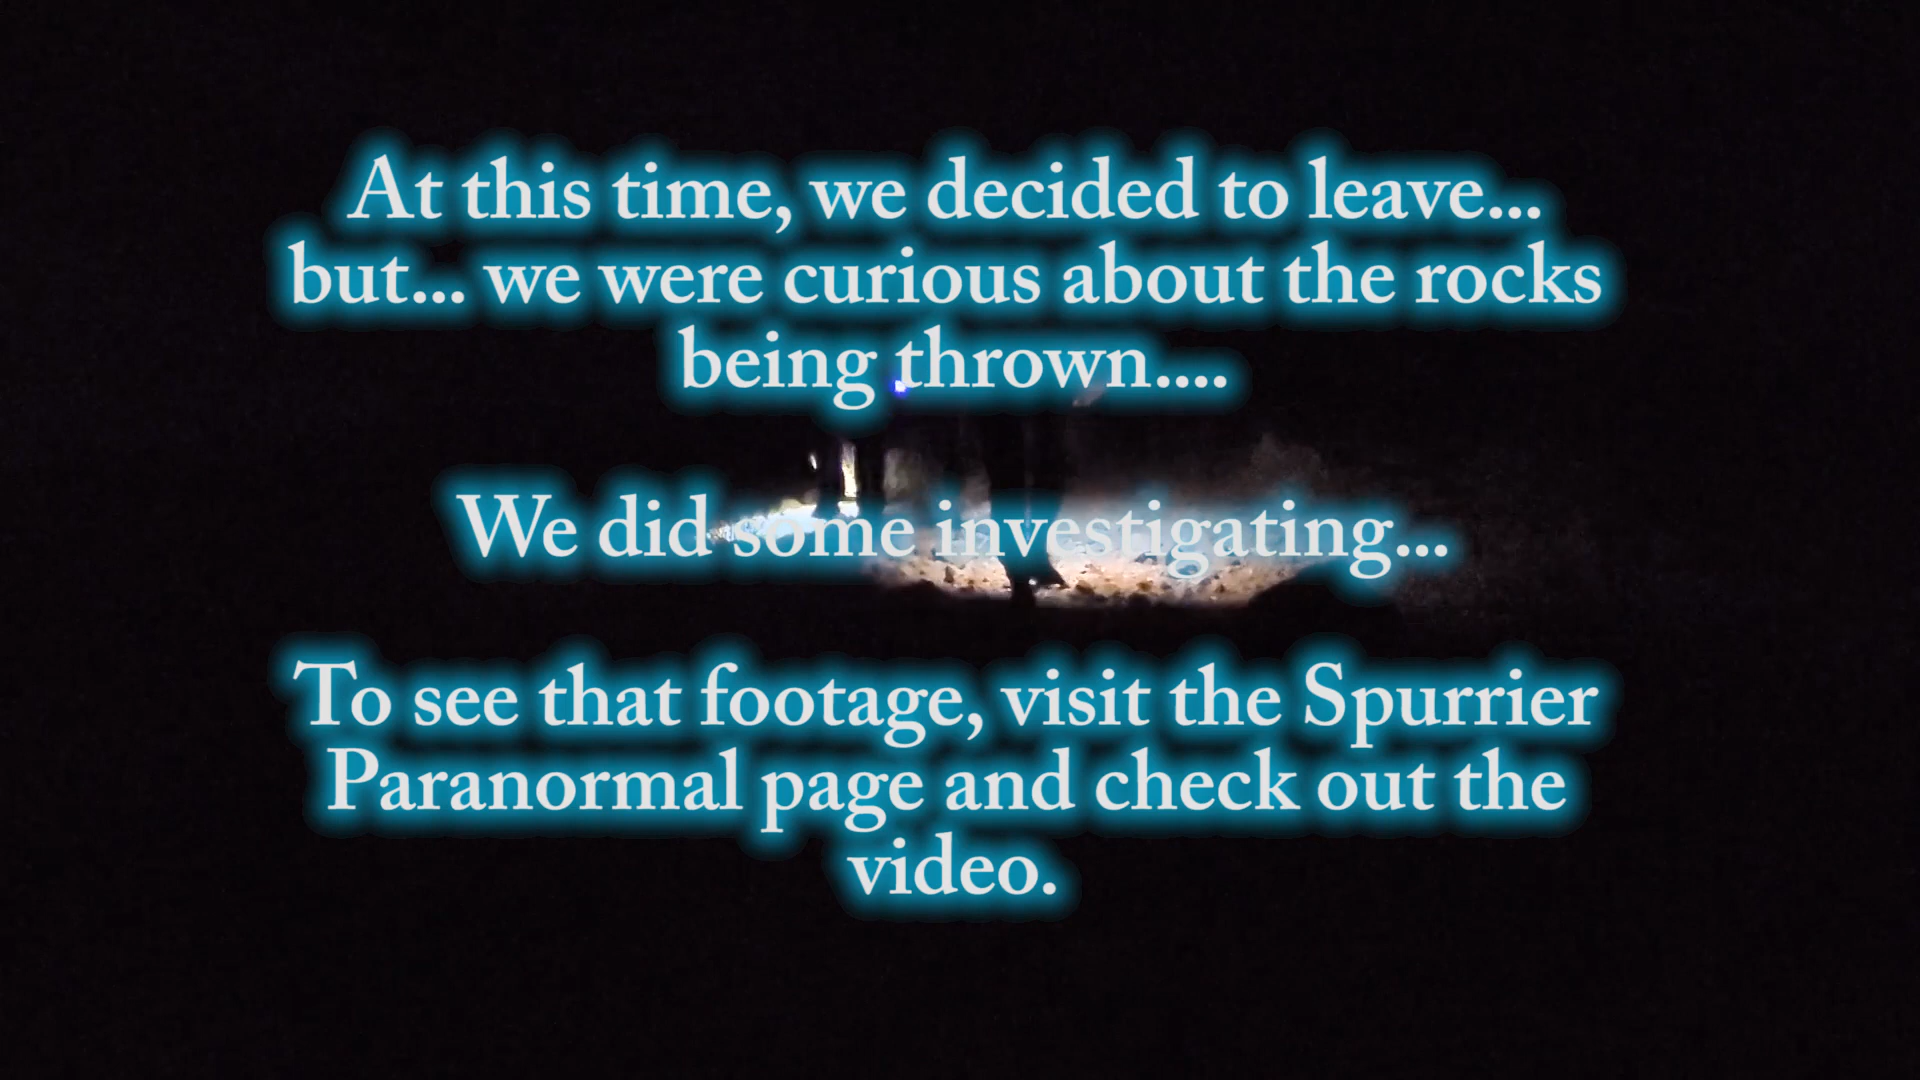 At this time, we decided to leave...
but... we were curious about the rocks
being thrown....
We did some investigating...
To see that footage, visit the Spurrier
Paranormal page and check out the
video.